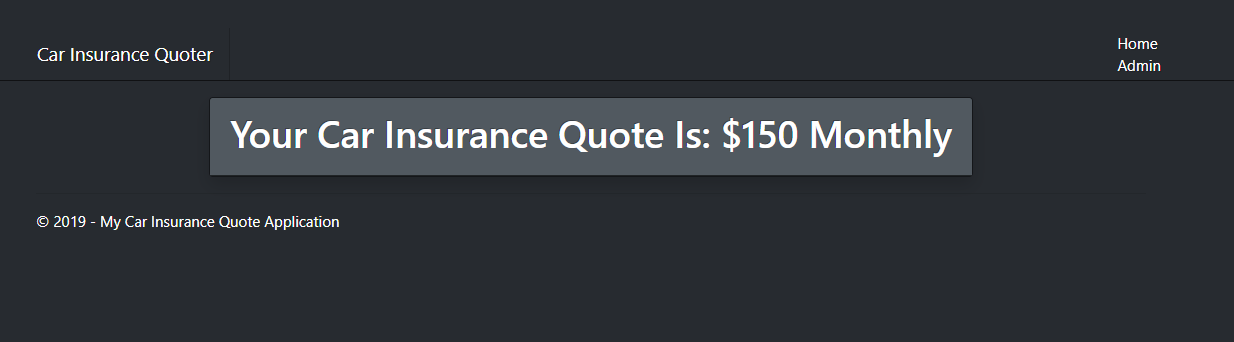 Car Insurance Quoter
Home
Admin
Your Car Insurance Quote Is: $150 Monthly
© 2019 - My Car Insurance Quote Application